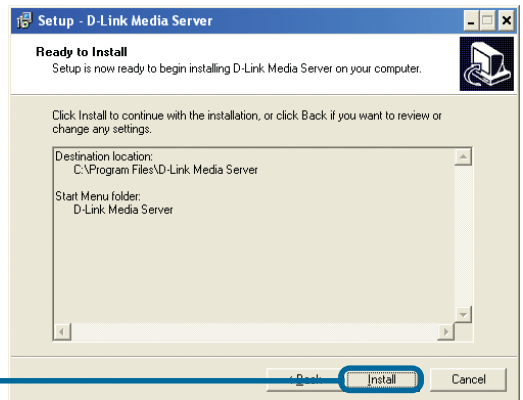 Setup - D-Link Media Server
Ready to Install
Setup is now ready to begin installing D-Link Media Server on your computer.
Click Install to continue with the installation, or click Back if you want to review or
change any settings.
Destination location:
C:\Program Files\D-Link Media Server
Start Menu folder:
D-Link Media Server
< Back Install Cancel